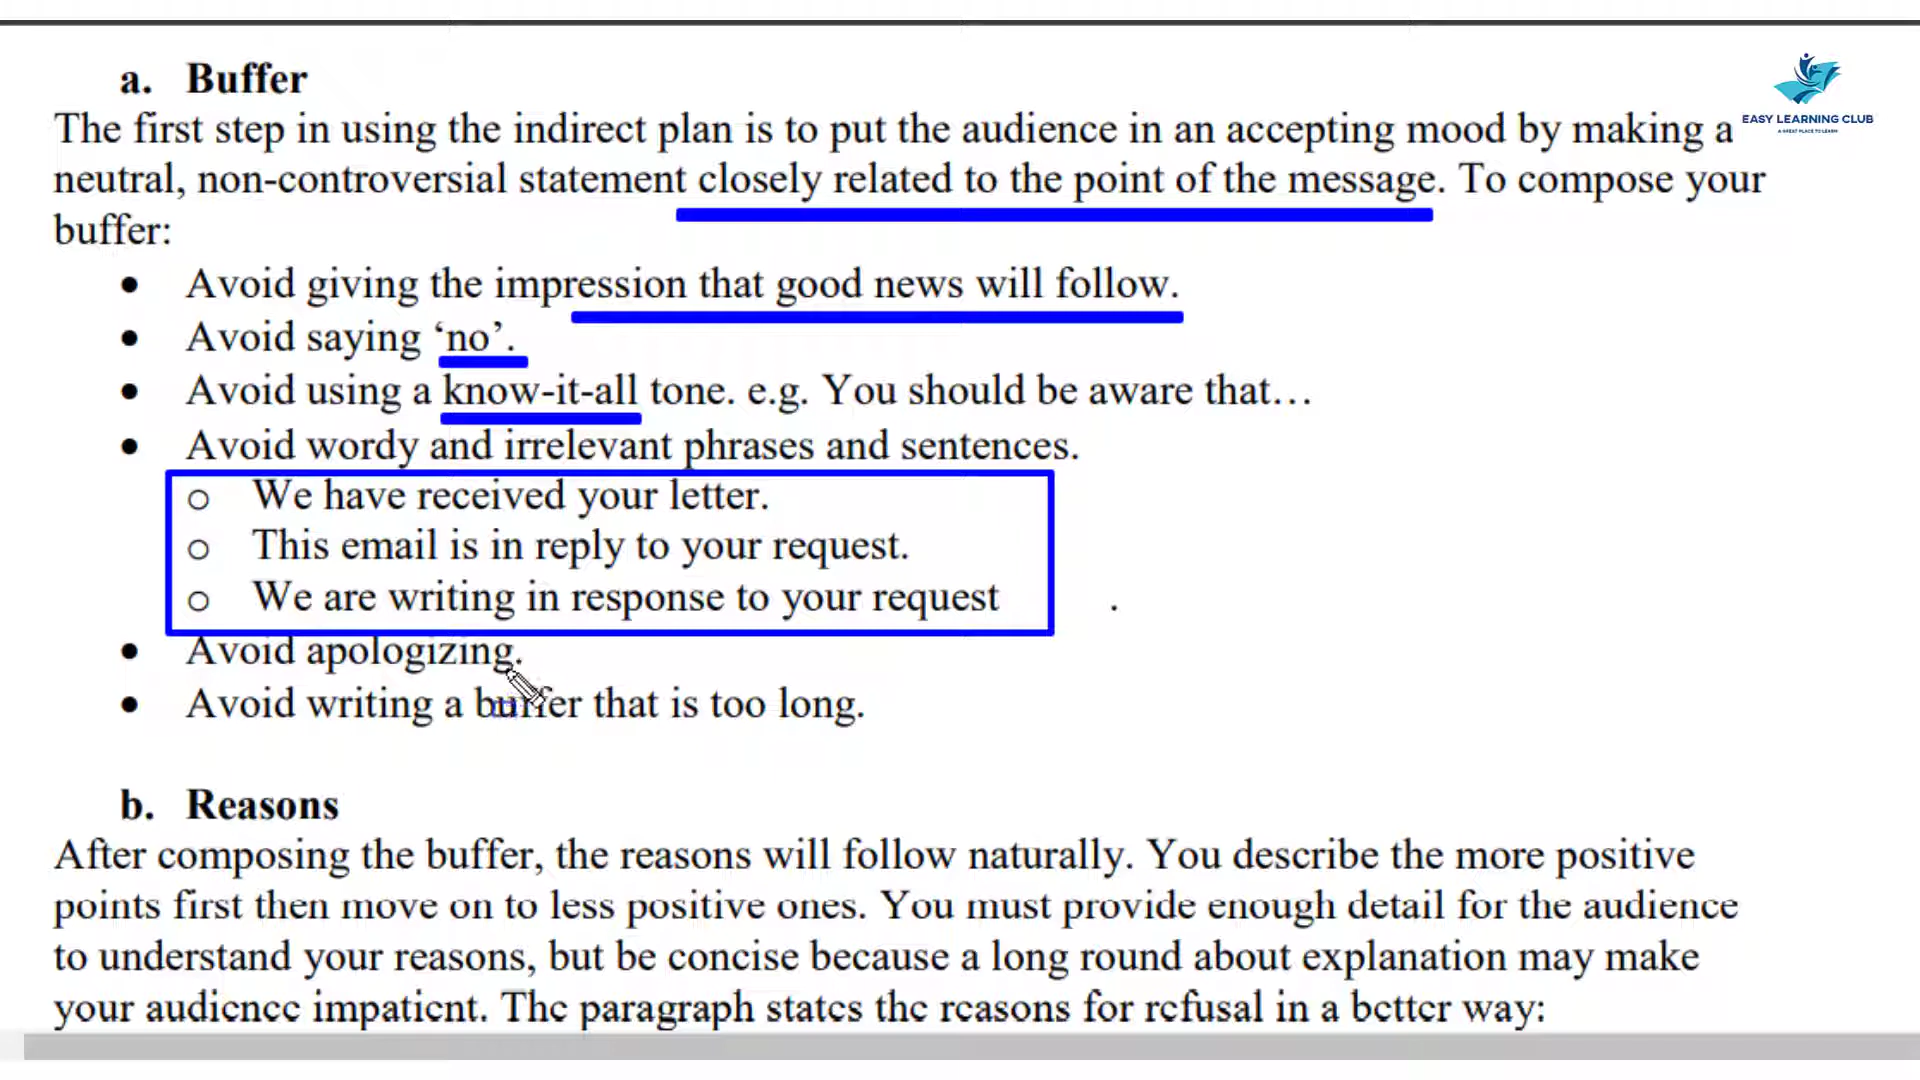 a. Buffer
The first step in using the indirect plan is to put the audience in an accepting mood by making a
neutral, non-controversial statement closely related to the point of the message. To compose your
buffer:
• Avoid giving the impression that good news will follow.
• Avoid saying ‘no’.
• Avoid using a know-it-all tone. e.g. You should be aware that…
• Avoid wordy and irrelevant phrases and sentences.
o We have received your letter.
o This email is in reply to your request.
o We are writing in response to your request .
• Avoid apologizing.
• Avoid writing a buffer that is too long.
b. Reasons
After composing the buffer, the reasons will follow naturally. You describe the more positive
points first then move on to less positive ones. You must provide enough detail for the audience
to understand your reasons, but be concise because a long round about explanation may make
your audience impatient. The paragraph states the reasons for refusal in a better way:
EASY LEARNING CLUB
A GREAT PLACE TO LEARN